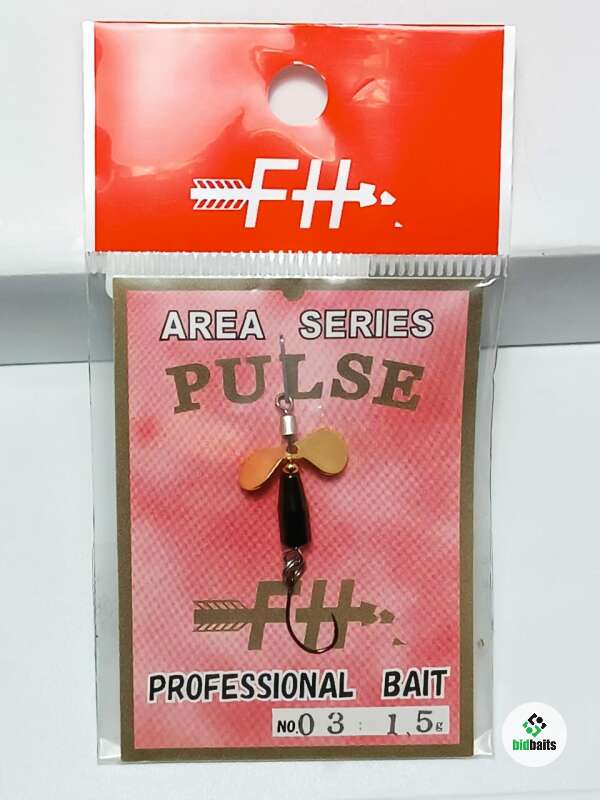 FH
AREA SERIES
PULSE
FH
PROFESSIONAL BAIT
NO.03 : 1.5g
bidbaits